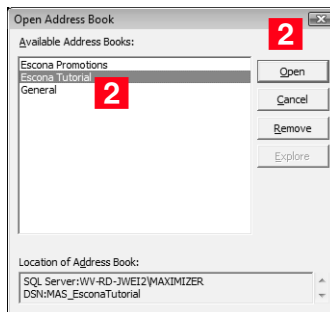 Open Address Book
2
Available Address Books:
Escona Promotions
Escona Tutorial
General
2
Open
Cancel
Remove
Explore
Location of Address Book:
SQL Server:WV-RD-JWEI2\MAXIMIZER
DSN:MAS_EsconaTutorial